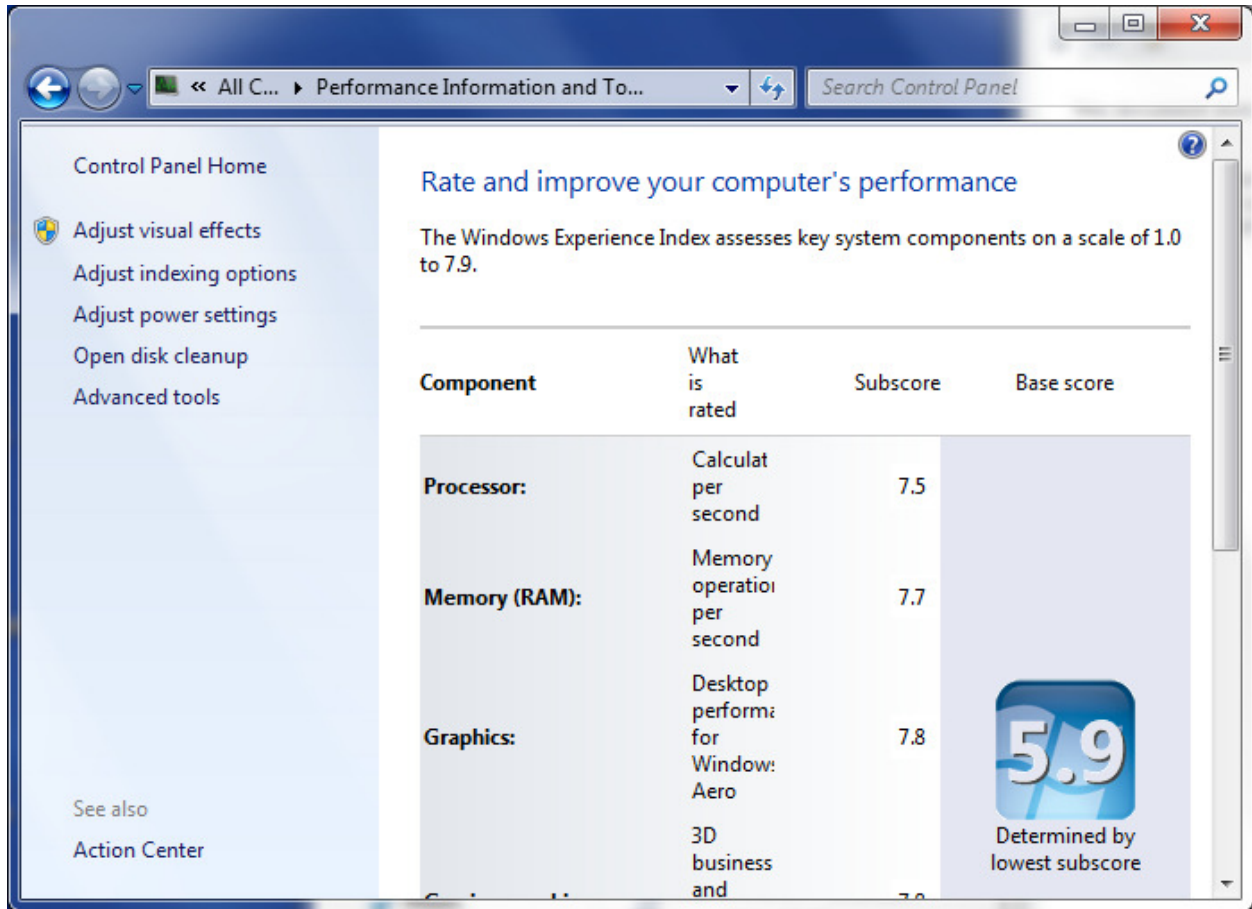 « All C... ▸ Performance Information and To...
Search Control Panel
Control Panel Home
Adjust visual effects
Adjust indexing options
Adjust power settings
Open disk cleanup
Advanced tools
See also
Action Center
Rate and improve your computer's performance
The Windows Experience Index assesses key system components on a scale of 1.0
to 7.9.
Component
What
is
rated
Subscore
Base score
Processor:
Calculat
per
second
7.5
Memory (RAM):
Memory
operatio
per
second
7.7
Graphics:
Desktop
performa
for
Window
Aero
7.8
3D
business
and
5.9
Determined by
lowest subscore